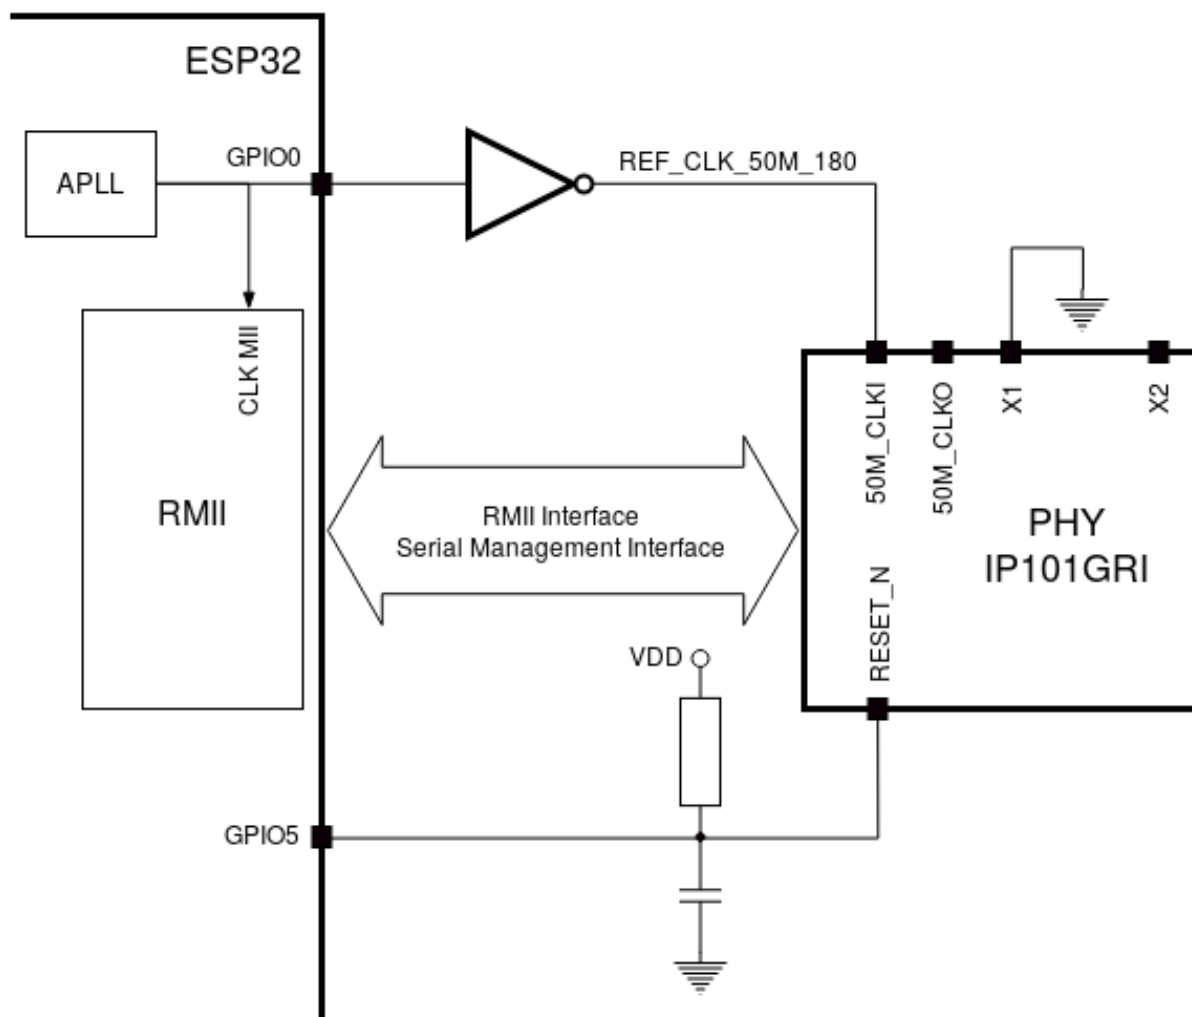 ESP32
APLL
GPIO0
REF_CLK_50M_180
CLK MII
RMII
RMII Interface
Serial Management Interface
50M_CLKI
50M_CLKO
X1
X2
PHY
IP101GRI
RESET_N
VDD
GPIO5